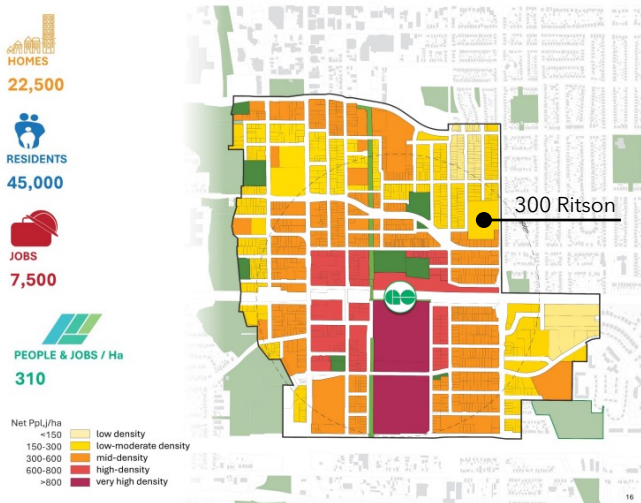 HOMES
22,500
RESIDENTS
45,000
JOBS
7,500
PEOPLE & JOBS / Ha
310
300 Ritson
GO
Net Ppl,j/ha
<150 low density
150-300 low-moderate density
300-600 mid-density
600-800 high-density
>800 very high density
16